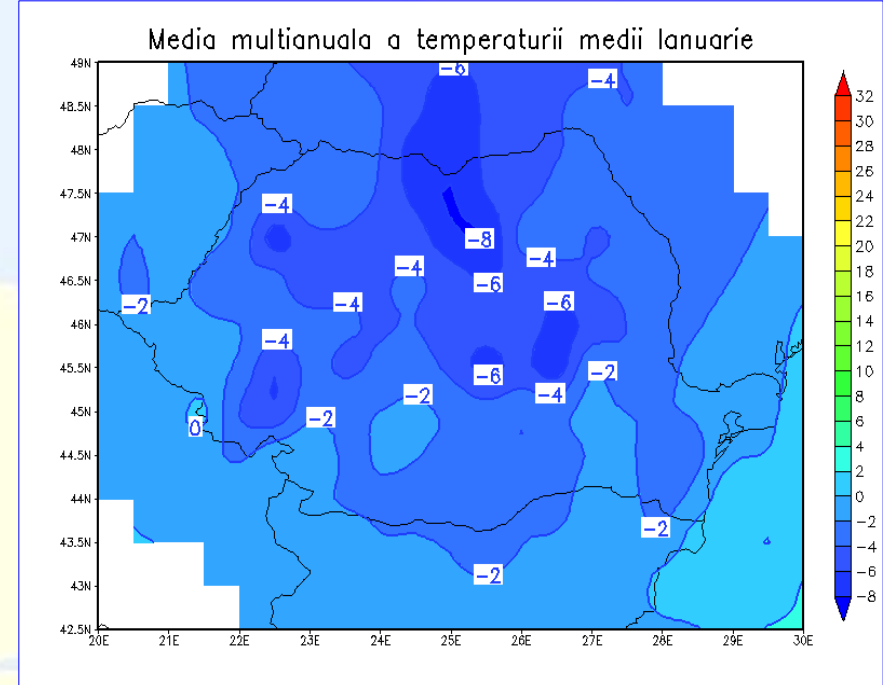 Media multianuala a temperaturii medii Ianuarie
49N
48.5N
48N
47.5N
47N
46.5N
46N
45.5N
45N
44.5N
44N
43.5N
43N
42.5N
20E 21E 22E 23E 24E 25E 26E 27E 28E 29E 30E
-6
-4
-4
-8
-4
-4
-6
-2
-4
-6
-4
-6
-2
-2
-4
-2
0
-2
-2
32
30
28
26
24
22
20
18
16
14
12
10
8
6
4
2
0
-2
-4
-6
-8